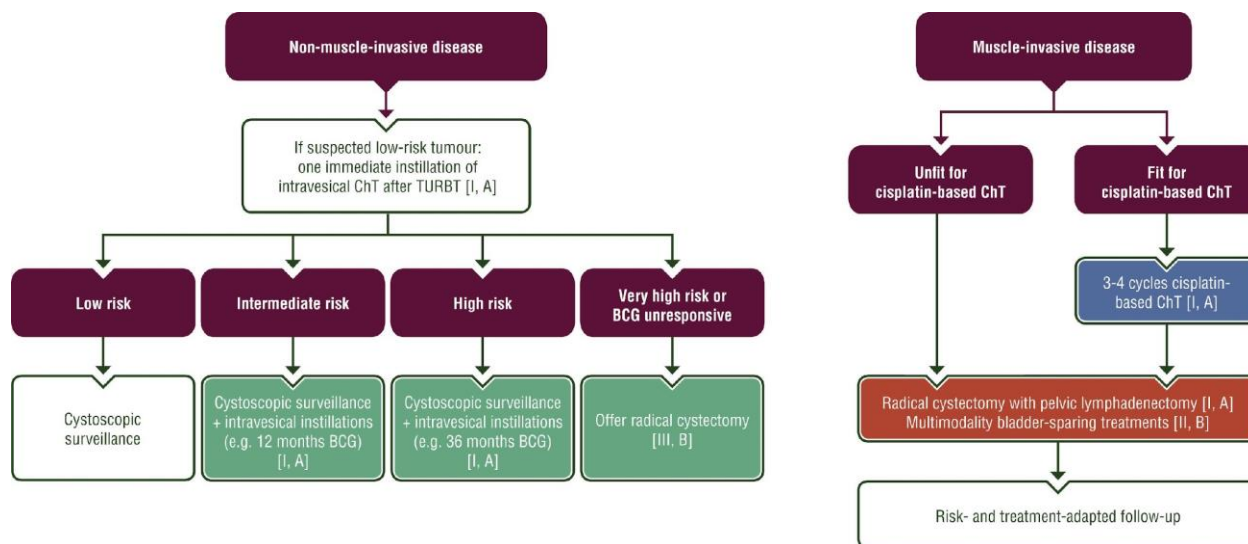 Non-muscle-invasive disease
If suspected low-risk tumour:
one immediate instillation of
intravesical ChT after TURBT [I, A]
Low risk
Intermediate risk
High risk
Very high risk or
BCG unresponsive
Cystoscopic
surveillance
Cystoscopic surveillance
+ intravesical instillations
(e.g. 12 months BCG)
[I, A]
Cystoscopic surveillance
+ intravesical instillations
(e.g. 36 months BCG)
[I, A]
Offer radical cystectomy
[III, B]
Muscle-invasive disease
Unfit for
cisplatin-based ChT
Fit for
cisplatin-based ChT
3-4 cycles cisplatin-
based ChT [I, A]
Radical cystectomy with pelvic lymphadenectomy [I, A]
Multimodality bladder-sparing treatments [II, B]
Risk- and treatment-adapted follow-up